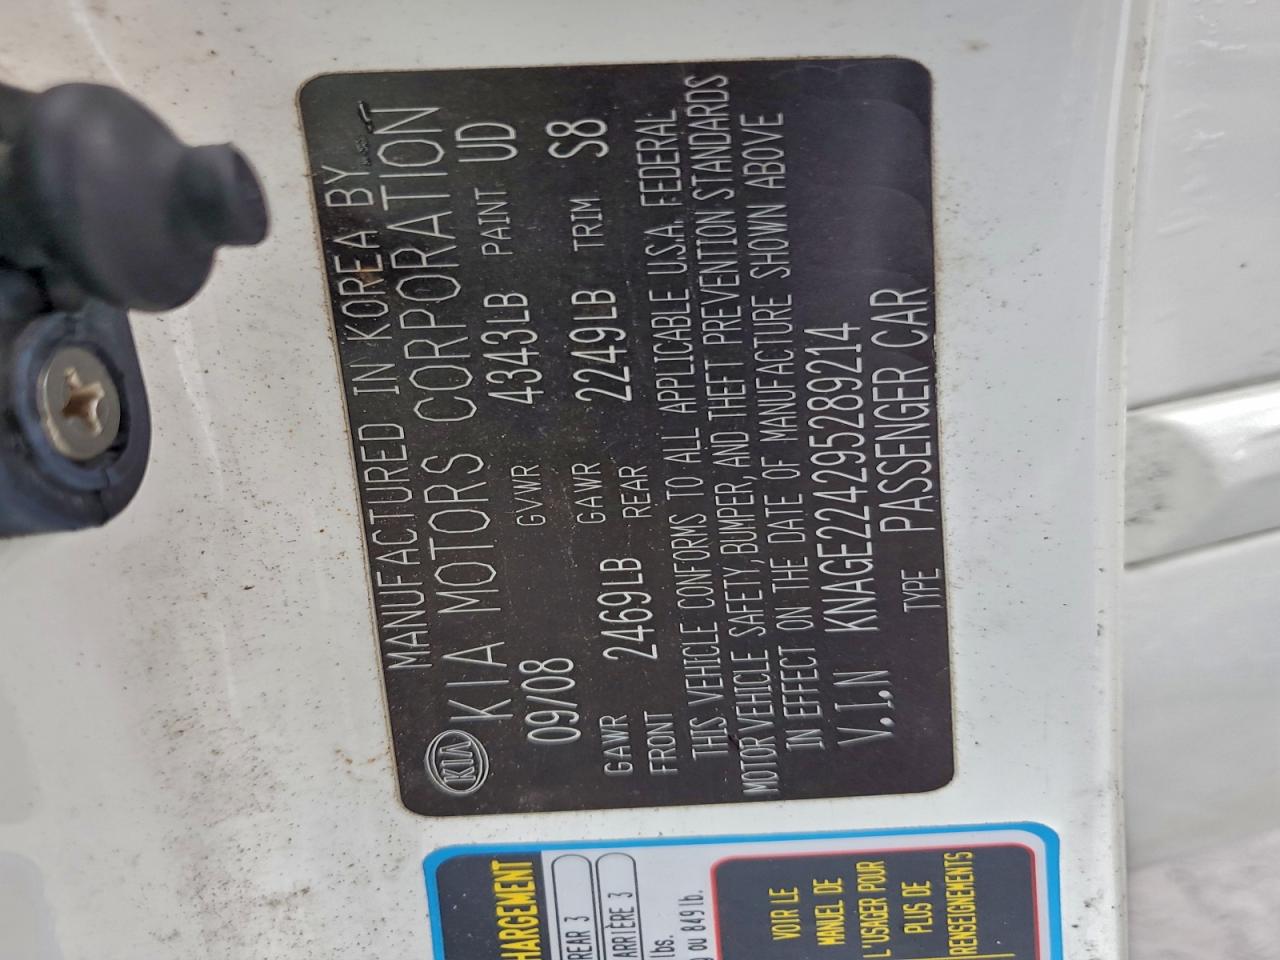 MANUFACTURED IN KOREA BY
KIA
KIA MOTORS CORPORATION
09/08 GVWR 4343LB PAINT UD
GAWR FRONT 2469LB GAWR REAR 2249LB TRIM S8
THIS VEHICLE CONFORMS TO ALL APPLICABLE U.S.A. FEDERAL
MOTOR VEHICLE SAFETY, BUMPER, AND THEFT PREVENTION STANDARDS
IN EFFECT ON THE DATE OF MANUFACTURE SHOWN ABOVE
V.I.N KNAGE224295289214
TYPE PASSENGER CAR
HARGEMENT
REAR 3
ARRIÈRE 3
lbs.
ou 849 lb.
VOIR LE
MANUEL DE
L'USAGER POUR
PLUS DE
RENSEIGNEMENTS